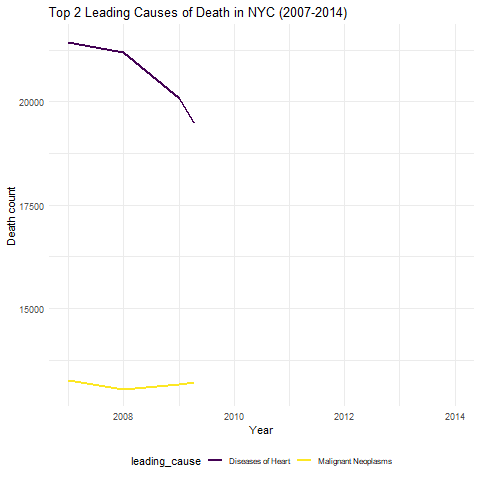 Top 2 Leading Causes of Death in NYC (2007-2014)
Death count
20000
17500
15000
2008 2010 2012 2014
Year
leading_cause Diseases of Heart Malignant Neoplasms